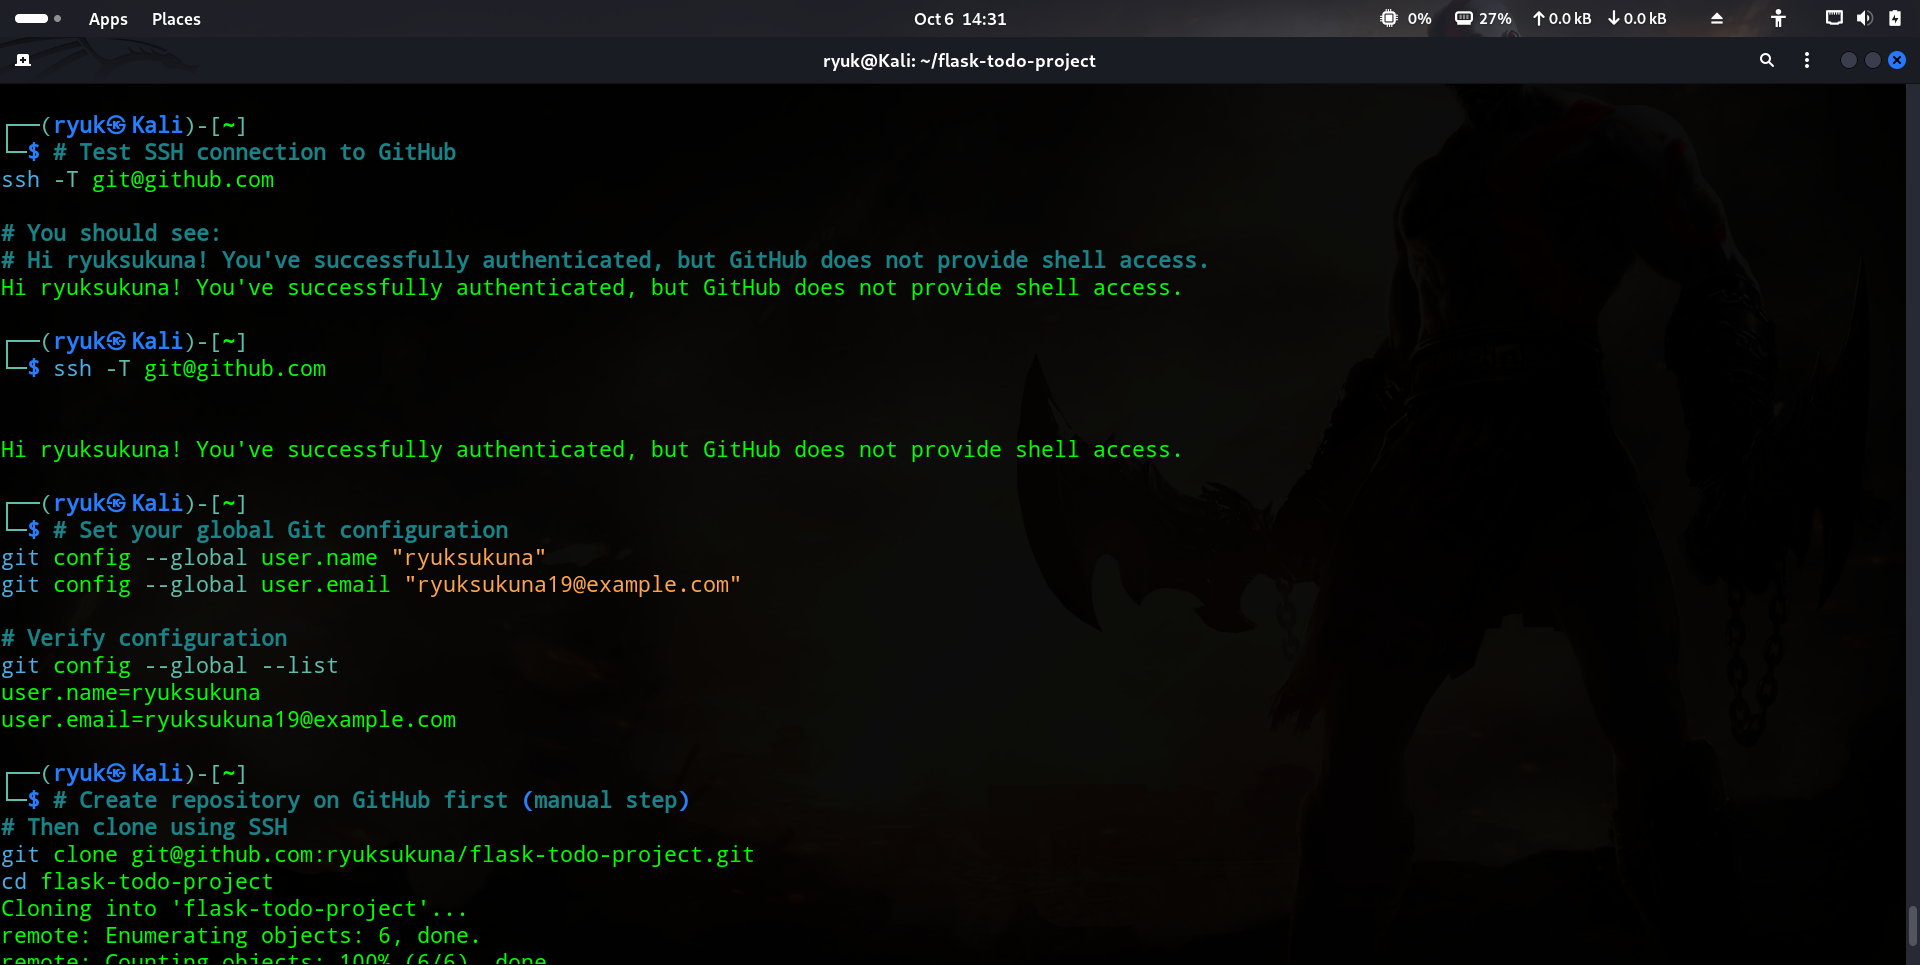 Apps Places Oct 6 14:31 0% 27% ↑0.0 kB ↓0.0 kB
ryuk@Kali: ~/flask-todo-project
┌──(ryuk㉿Kali)-[~]
└─$ # Test SSH connection to GitHub
ssh -T git@github.com
# You should see:
# Hi ryuksukuna! You've successfully authenticated, but GitHub does not provide shell access.
Hi ryuksukuna! You've successfully authenticated, but GitHub does not provide shell access.
┌──(ryuk㉿Kali)-[~]
└─$ ssh -T git@github.com
Hi ryuksukuna! You've successfully authenticated, but GitHub does not provide shell access.
┌──(ryuk㉿Kali)-[~]
└─$ # Set your global Git configuration
git config --global user.name "ryuksukuna"
git config --global user.email "ryuksukuna19@example.com"
# Verify configuration
git config --global --list
user.name=ryuksukuna
user.email=ryuksukuna19@example.com
┌──(ryuk㉿Kali)-[~]
└─$ # Create repository on GitHub first (manual step)
# Then clone using SSH
git clone git@github.com:ryuksukuna/flask-todo-project.git
cd flask-todo-project
Cloning into 'flask-todo-project'...
remote: Enumerating objects: 6, done.
remote: Counting objects: 100% (6/6), done